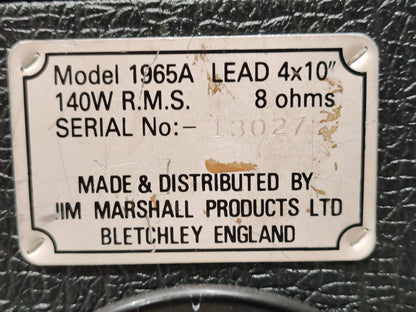 Model 1965A LEAD 4x10"
140W R.M.S. 8 ohms
SERIAL No:- 13027
MADE & DISTRIBUTED BY
JIM MARSHALL PRODUCTS LTD
BLETCHLEY ENGLAND